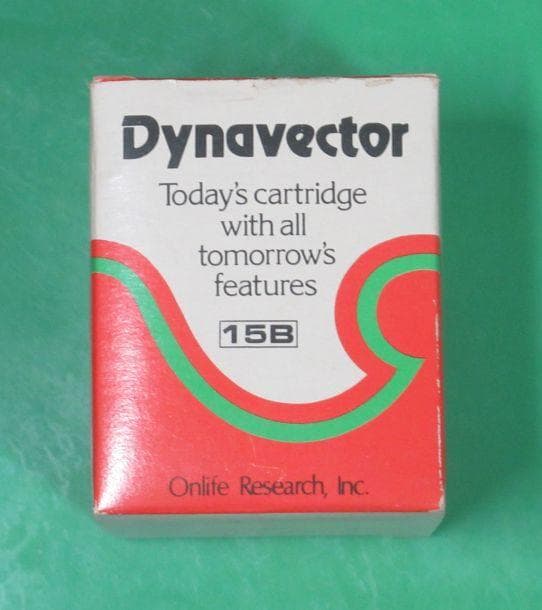 Dynavector
Today's cartridge
with all
tomorrow's
features
15B
Onlife Research, Inc.